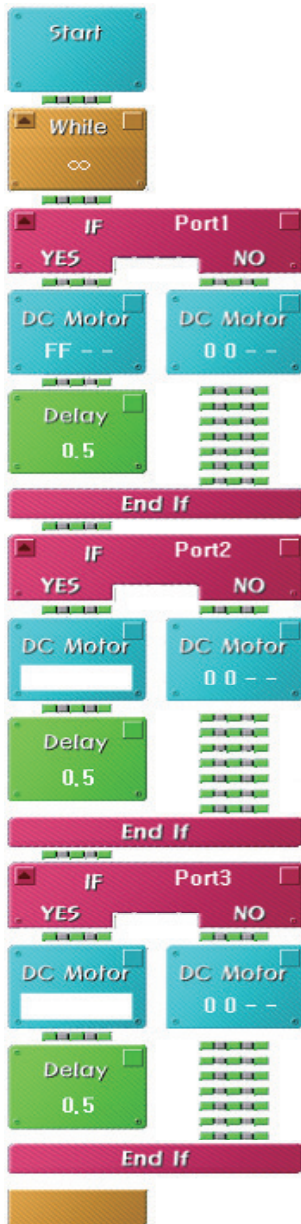 Start
While
∞
IF Port1
YES NO
DC Motor DC Motor
FF - - 0 0 - -
Delay
0.5
End If
IF Port2
YES NO
DC Motor DC Motor
0 0 - -
Delay
0.5
End If
IF Port3
YES NO
DC Motor DC Motor
0 0 - -
Delay
0.5
End If